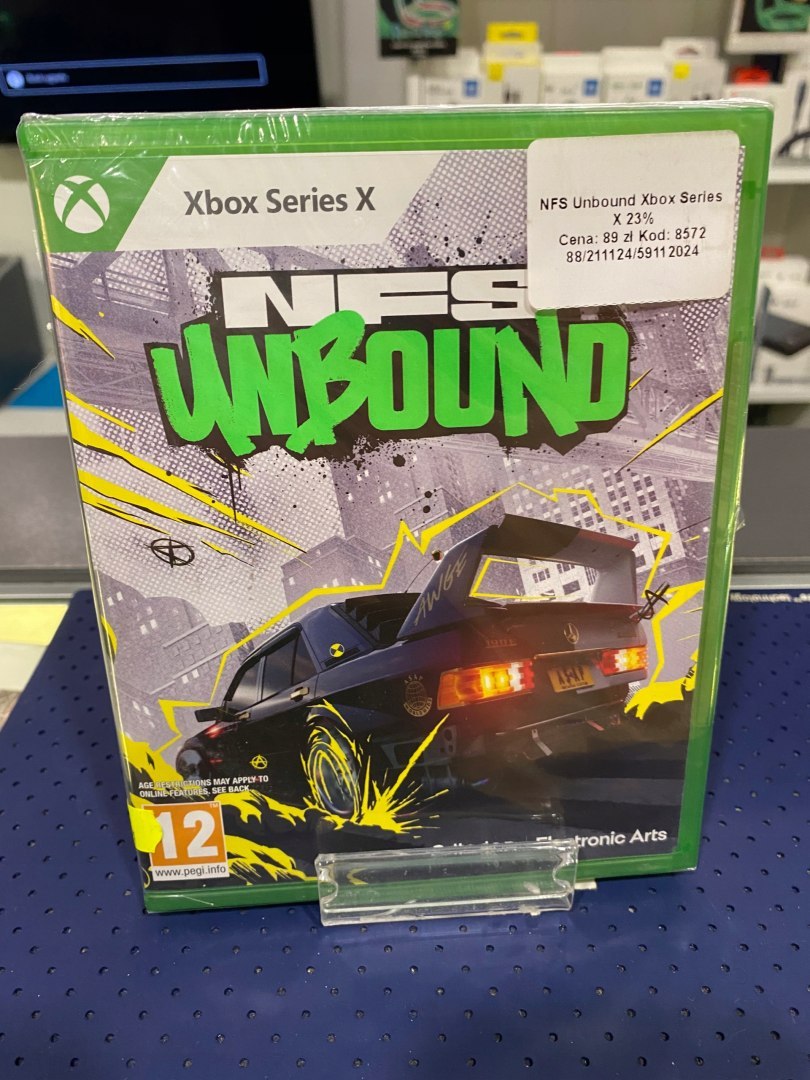 Xbox Series X
NFS Unbound Xbox Series
X 23%
Cena: 89 zł Kod: 8572
88/211124/59112024
NFS
UNBOUND
AWGE
AGE RESTRICTIONS MAY APPLY TO
ONLINE FEATURES. SEE BACK
12
www.pegi.info
Electronic Arts